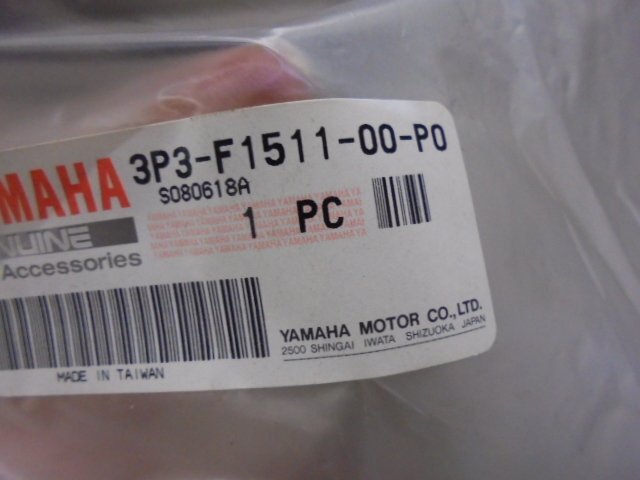 3P3-F1511-00-P0
YAMAHA
S080618A
1 PC
GENUINE
Accessories
YAMAHA MOTOR CO., LTD.
2500 SHINGAI IWATA SHIZUOKA JAPAN
MADE IN TAIWAN